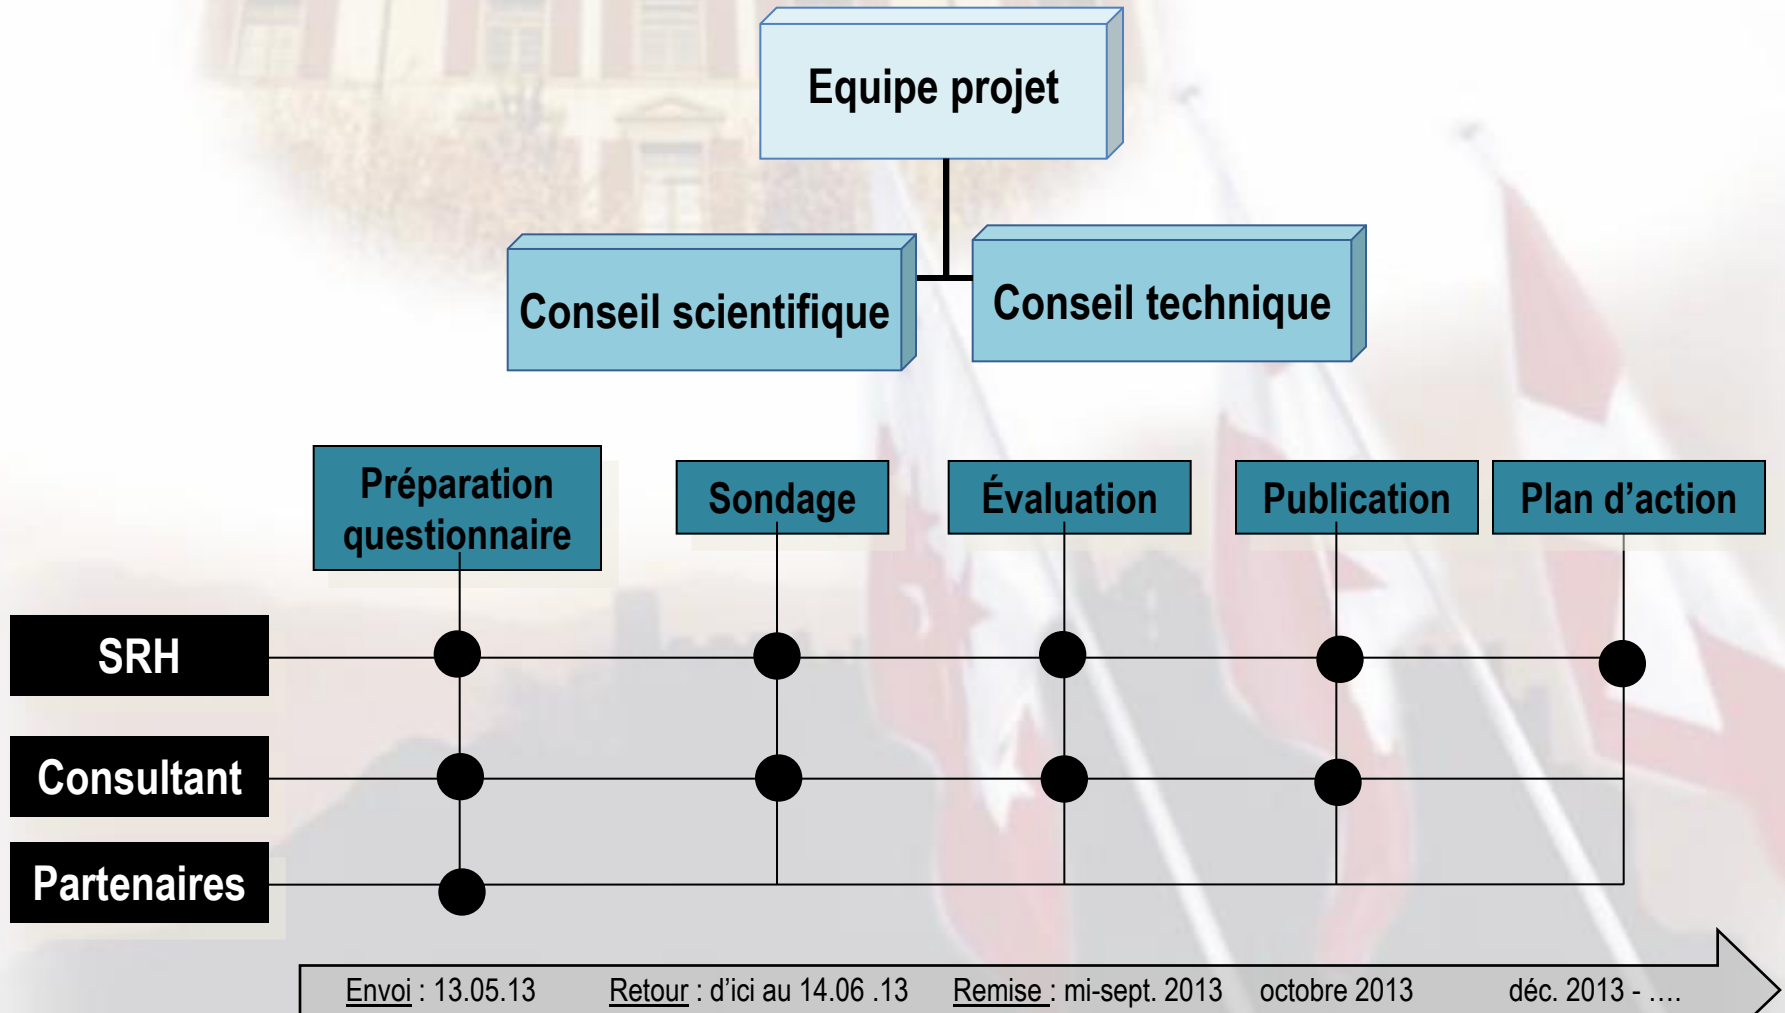 Equipe projet
Conseil scientifique
Conseil technique
Préparation
questionnaire
Sondage
Évaluation
Publication
Plan d'action
SRH
Consultant
Partenaires
Envoi : 13.05.13
Retour : d'ici au 14.06 .13
Remise : mi-sept. 2013
octobre 2013
déc. 2013 - ….